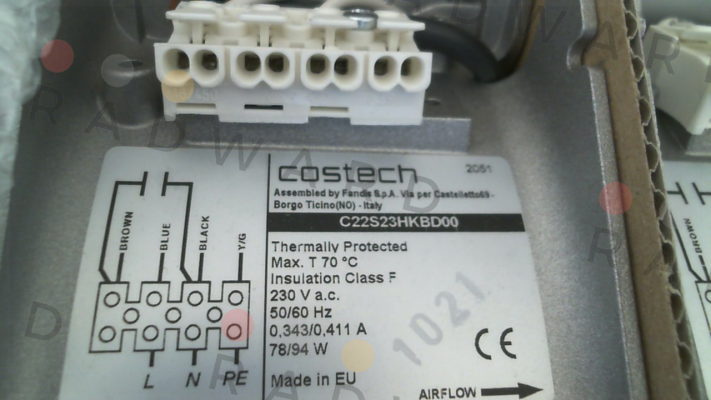 costech 2051
Assembled by Fandis S.p.A. Via per Castelletto69 -
Borgo Ticino(NO) - Italy
C22S23HKBD00
Thermally Protected
Max. T 70 °C
Insulation Class F
230 V a.c.
50/60 Hz
0,343/0,411 A
78/94 W
Made in EU
AIRFLOW
CE
1021
BROWN
BLUE
BLACK
Y/G
L N PE
RADWARD